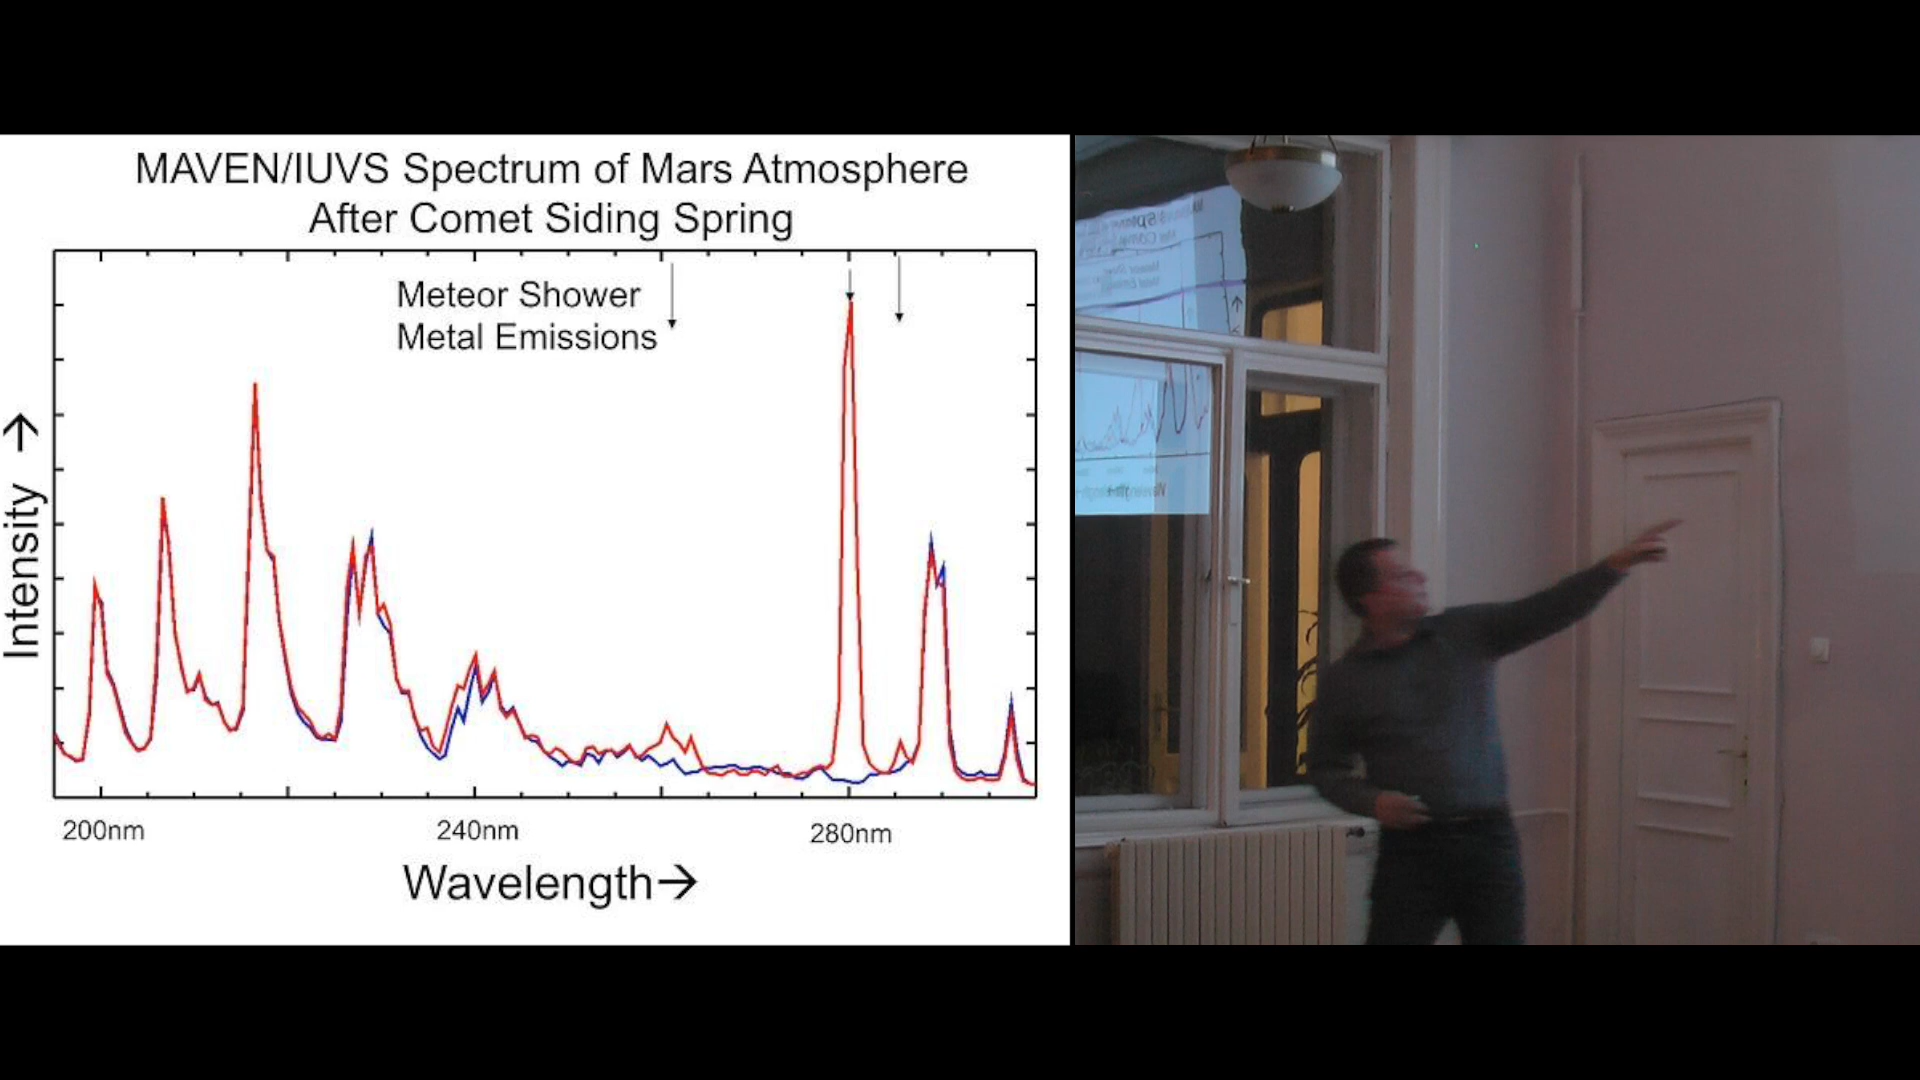 MAVEN/IUVS Spectrum of Mars Atmosphere
After Comet Siding Spring
Meteor Shower
Metal Emissions
Intensity →
200nm
240nm
280nm
Wavelength→